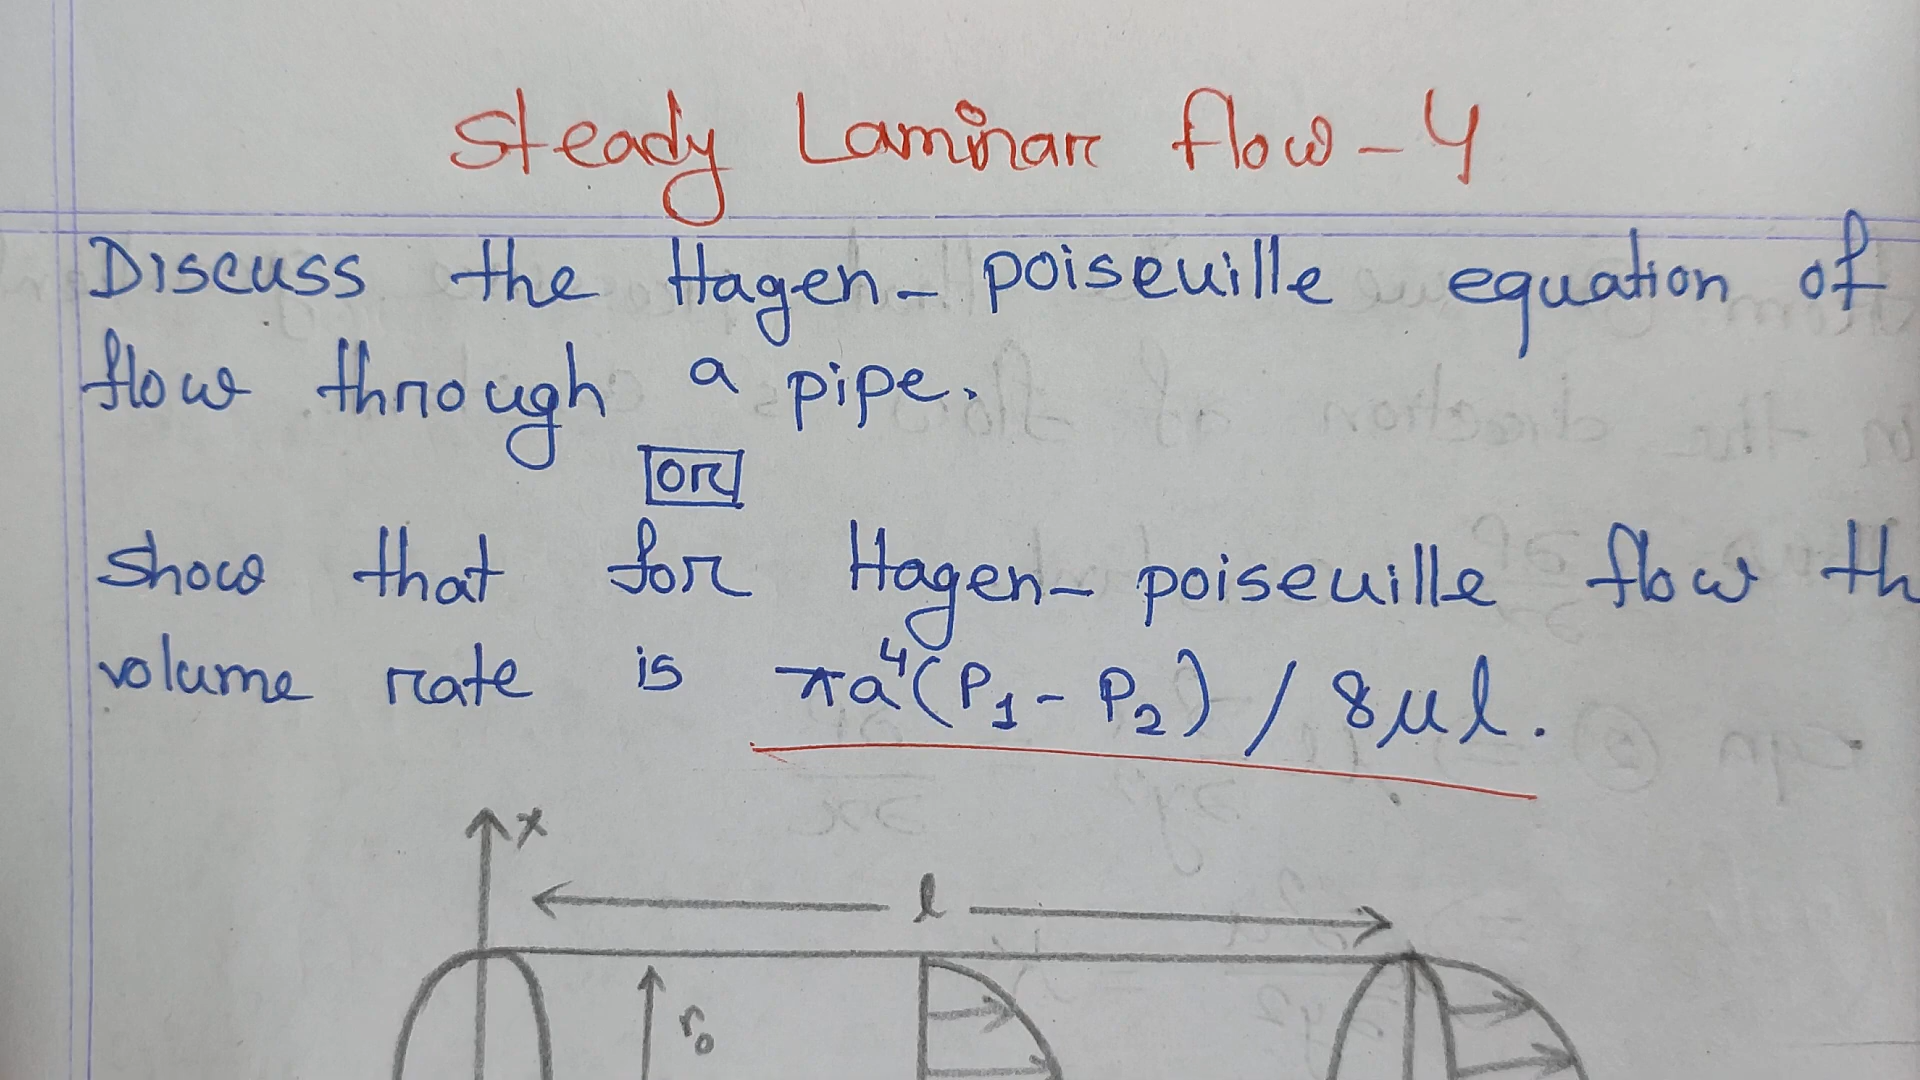 Steady Laminar flow - 4
Discuss the Hagen - poiseuille equation of
flow through a pipe.
OR
Show that for Hagen - poiseuille flow th
volume rate is πa⁴(P₁ - P₂) / 8μl.
x
l
r₀